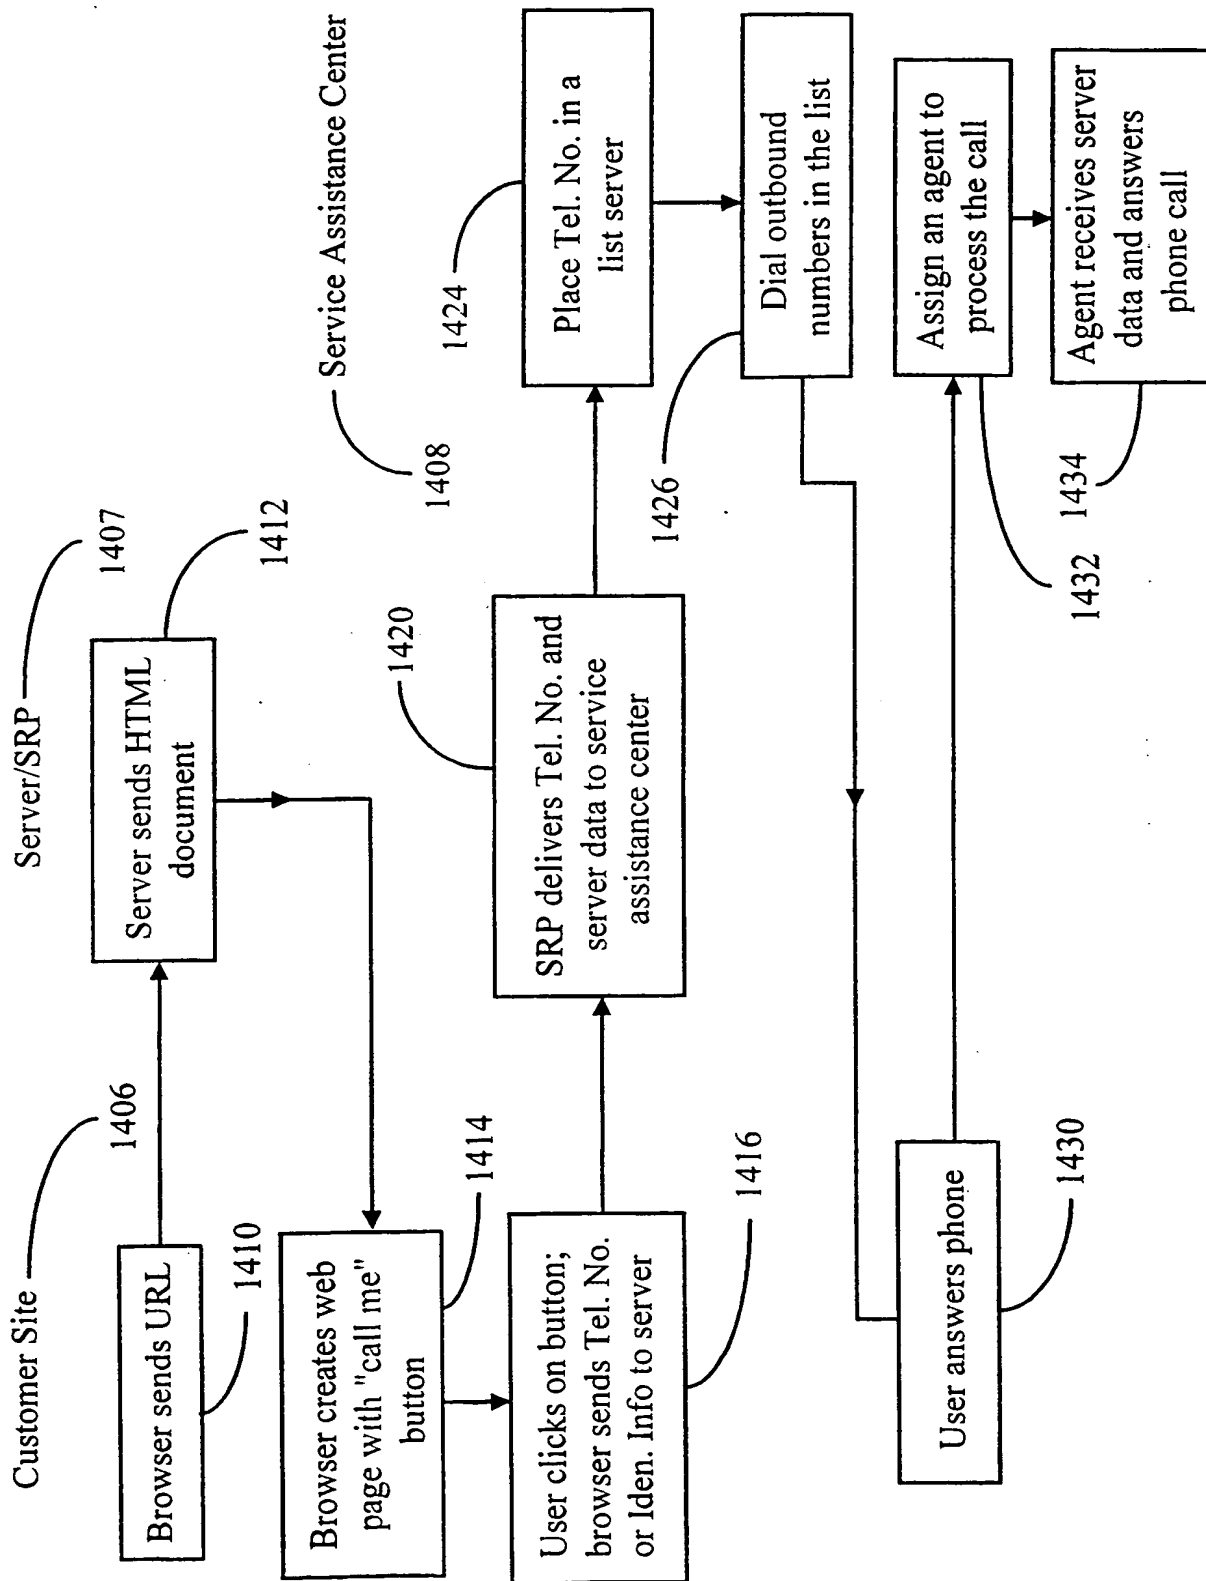 Customer Site
1406
Server/SRP
1407
Service Assistance Center
1408
Browser sends URL
1410
Server sends HTML
document
1412
Browser creates web
page with "call me"
button
1414
User clicks on button;
browser sends Tel. No.
or Iden. Info to server
1416
SRP delivers Tel. No. and
server data to service
assistance center
1420
Place Tel. No. in a
list server
1424
Dial outbound
numbers in the list
1426
User answers phone
1430
Assign an agent to
process the call
1432
Agent receives server
data and answers
phone call
1434